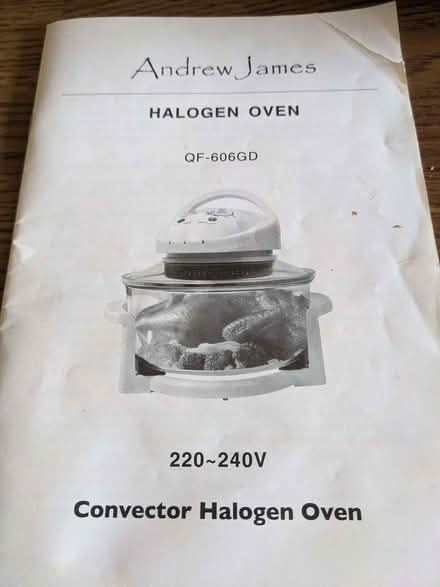 Andrew James
HALOGEN OVEN
QF-606GD
220~240V
Convector Halogen Oven